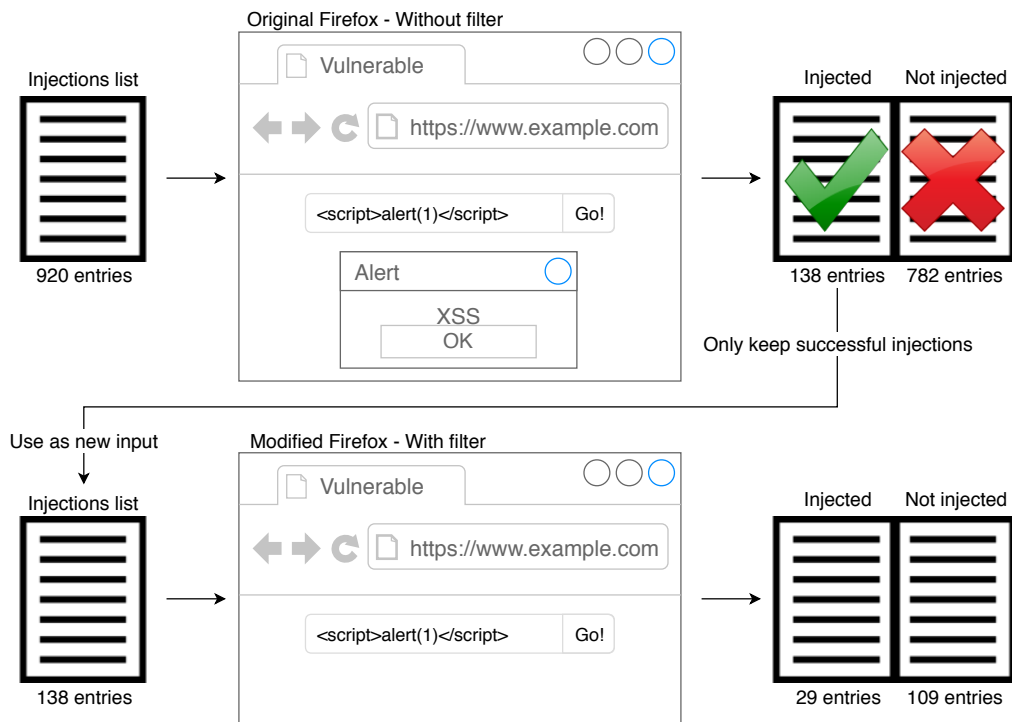 Original Firefox - Without filter
Injections list
Vulnerable
https://www.example.com
<script>alert(1)</script> Go!
Alert
XSS
OK
920 entries
Injected Not injected
138 entries 782 entries
Only keep successful injections
Use as new input
Modified Firefox - With filter
Injections list
Vulnerable
https://www.example.com
<script>alert(1)</script> Go!
138 entries
Injected Not injected
29 entries 109 entries